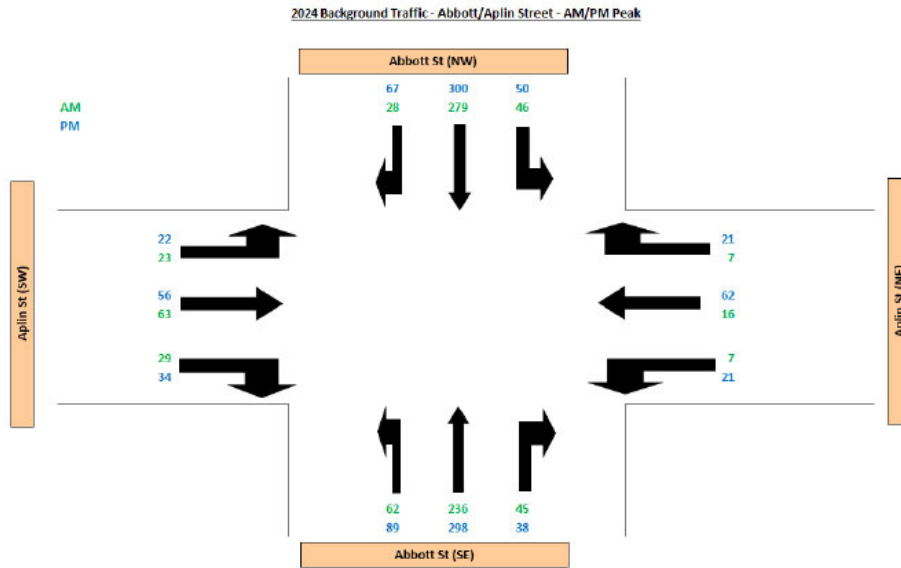 2024 Background Traffic - Abbott/Aplin Street - AM/PM Peak
Abbott St (NW)
67 300 50
28 279 46
AM
PM
Aplin St (SW)
22
23
56
63
29
34
21
7
62
16
7
21
Aplin St (NE)
62 236 45
89 298 38
Abbott St (SE)